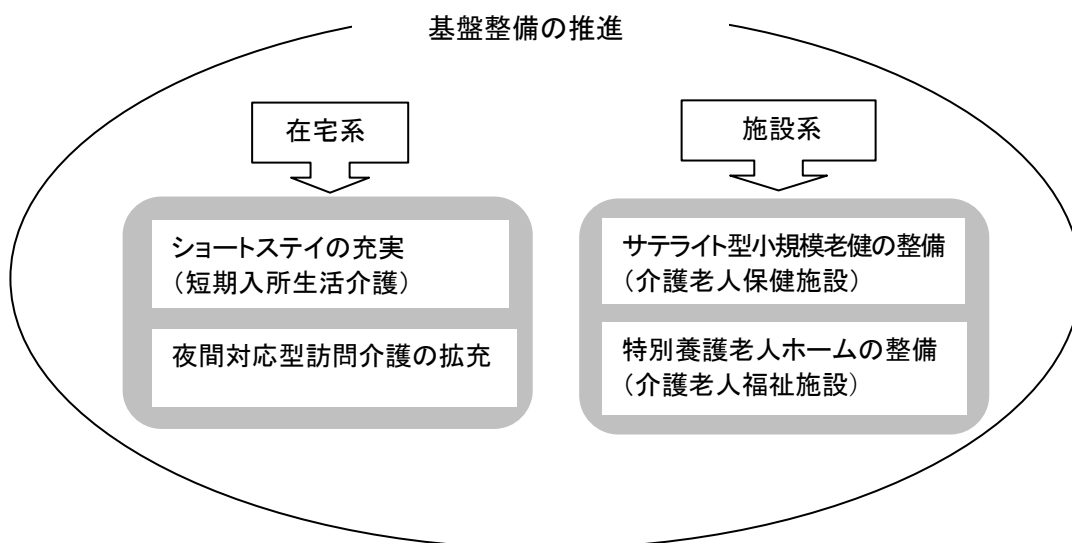 基盤整備の推進
在宅系
ショートステイの充実
（短期入所生活介護）
夜間対応型訪問介護の拡充
施設系
サテライト型小規模老健の整備
（介護老人保健施設）
特別養護老人ホームの整備
（介護老人福祉施設）